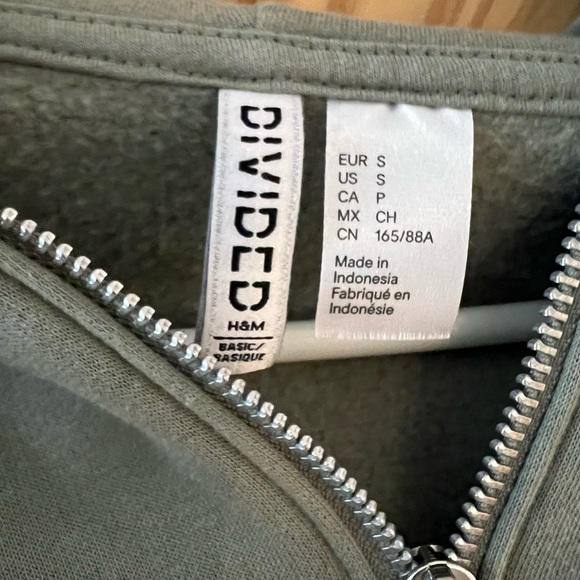 DIVIDED
H&M
BASIC/
BASIQUE
EUR S
US S
CA P
MX CH
CN 165/88A
Made in
Indonesia
Fabriqué en
Indonésie